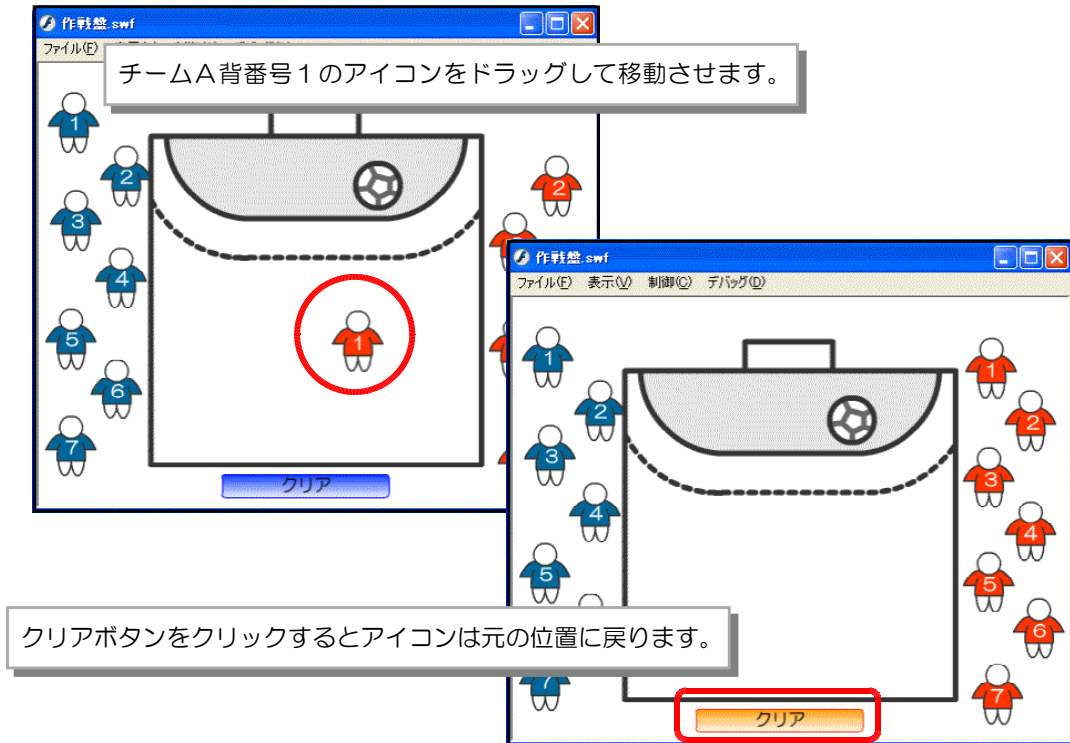 作戦盤.swf
ファイル(F)
チームＡ背番号１のアイコンをドラッグして移動させます。
1
2
3
4
5
6
7
2
1
クリア
作戦盤.swf
ファイル(F) 表示(V) 制御(C) デバッグ(D)
1
2
3
4
5
7
1
2
3
4
5
6
7
クリアボタンをクリックするとアイコンは元の位置に戻ります。
クリア